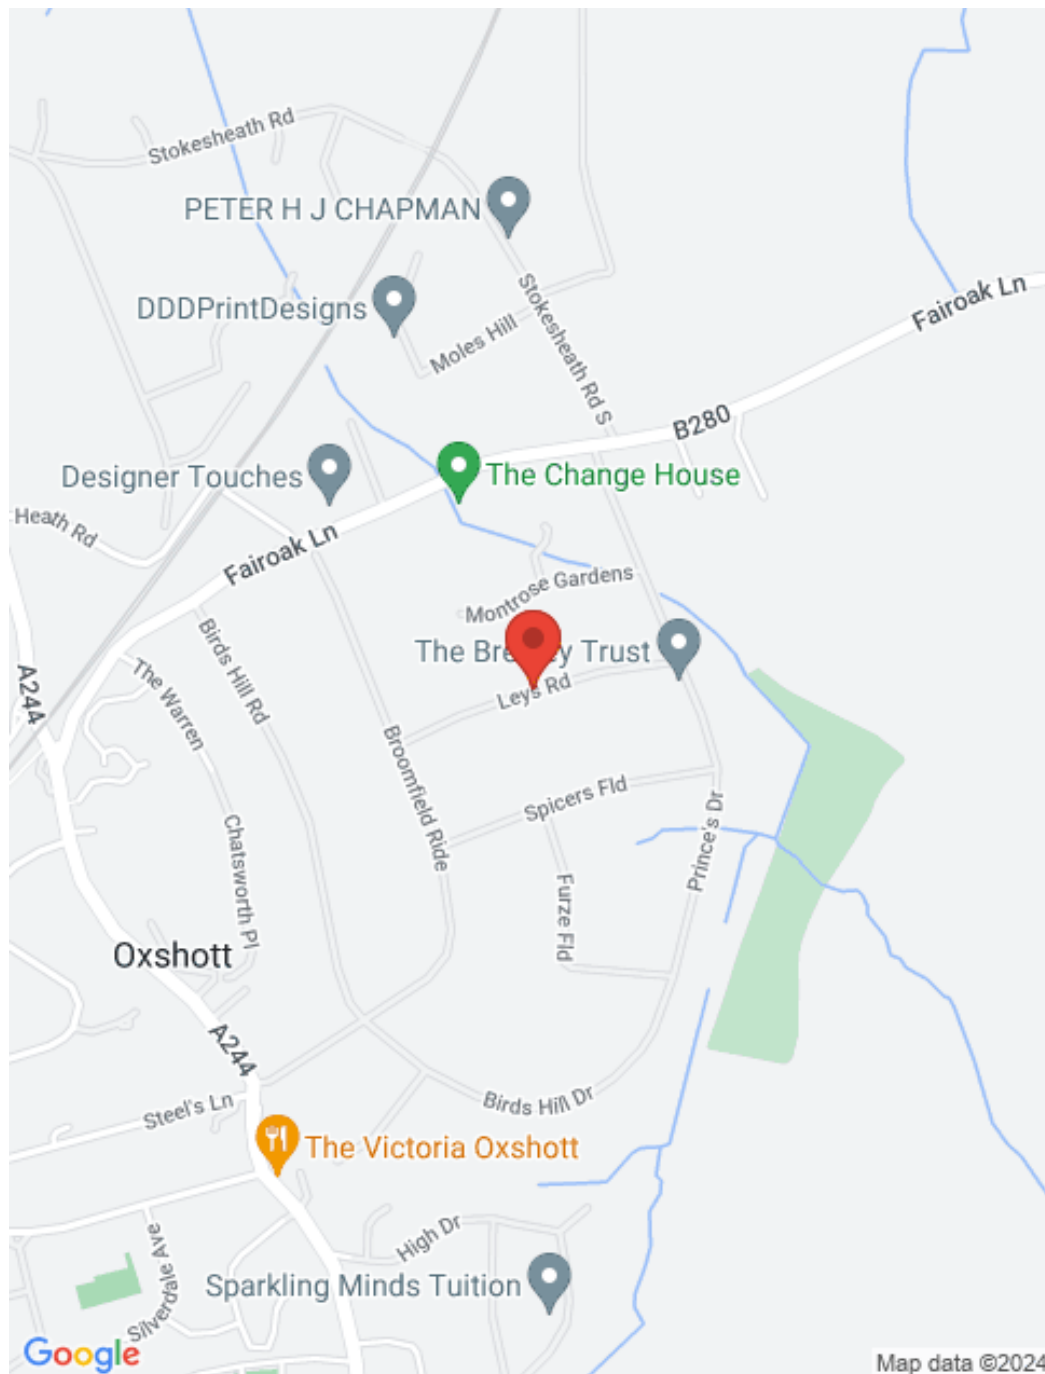 Stokesheath Rd
PETER H J CHAPMAN
DDDPrintDesigns
Stokesheath Rd S
Moles Hill
Fairoak Ln
B280
Designer Touches
The Change House
Heath Rd
Fairoak Ln
Montrose Gardens
The Br y Trust
Birds Hill Rd
The Warren
A244
Leys Rd
Broomfield Ride
Spicers Fld
Prince's Dr
Chatsworth Pl
Furze Fld
Oxshott
A244
Steel's Ln
Birds Hill Dr
The Victoria Oxshott
High Dr
Silverdale Ave
Sparkling Minds Tuition
Google
Map data ©2024